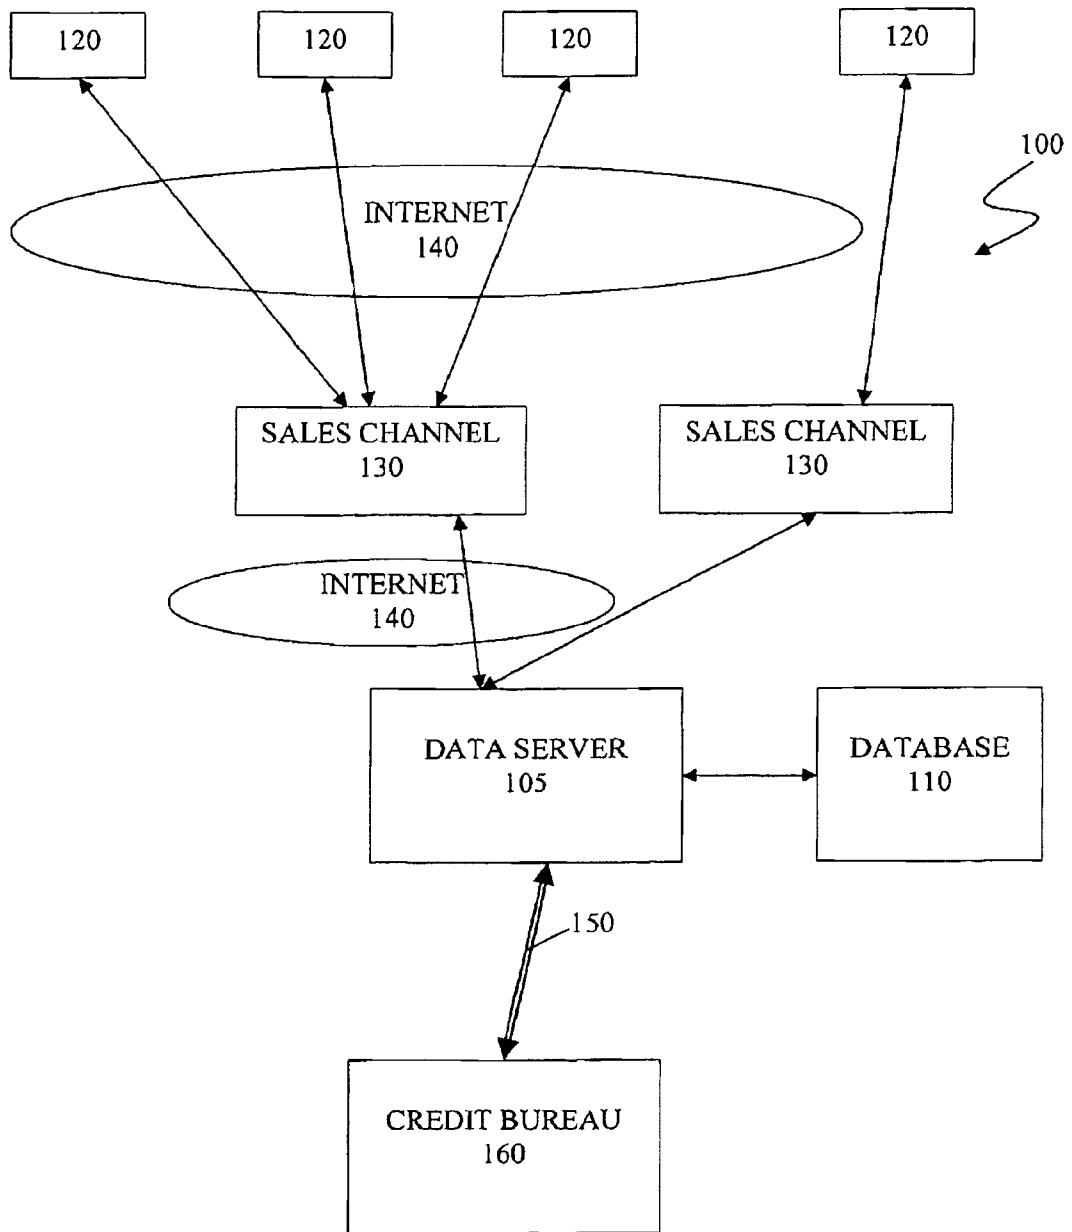 120
120
120
120
100
INTERNET
140
SALES CHANNEL
130
SALES CHANNEL
130
INTERNET
140
DATA SERVER
105
DATABASE
110
150
CREDIT BUREAU
160